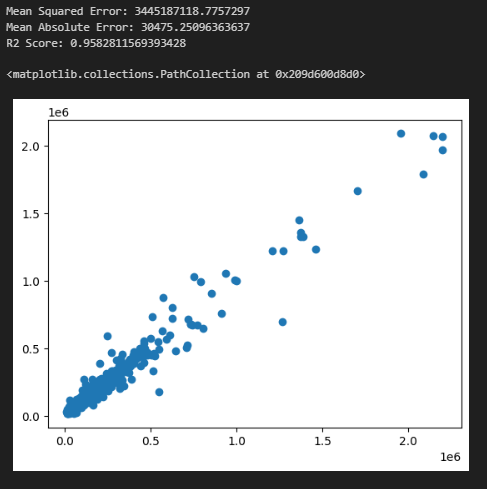 Mean Squared Error: 3445187118.7757297
Mean Absolute Error: 30475.25096363637
R2 Score: 0.9582811569393428
<matplotlib.collections.PathCollection at 0x209d600d8d0>
1e6
2.0
1.5
1.0
0.5
0.0
0.0 0.5 1.0 1.5 2.0
1e6